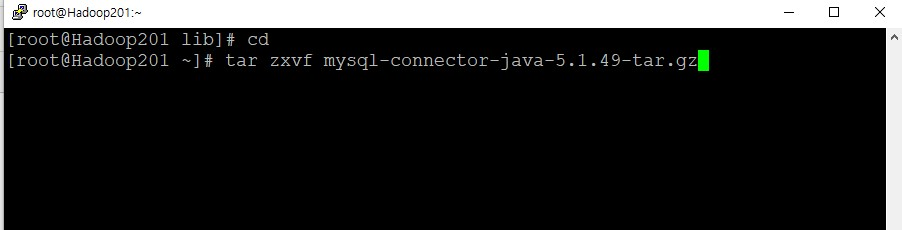 root@Hadoop201:~
[root@Hadoop201 lib]# cd
[root@Hadoop201 ~]# tar zxvf mysql-connector-java-5.1.49-tar.gz